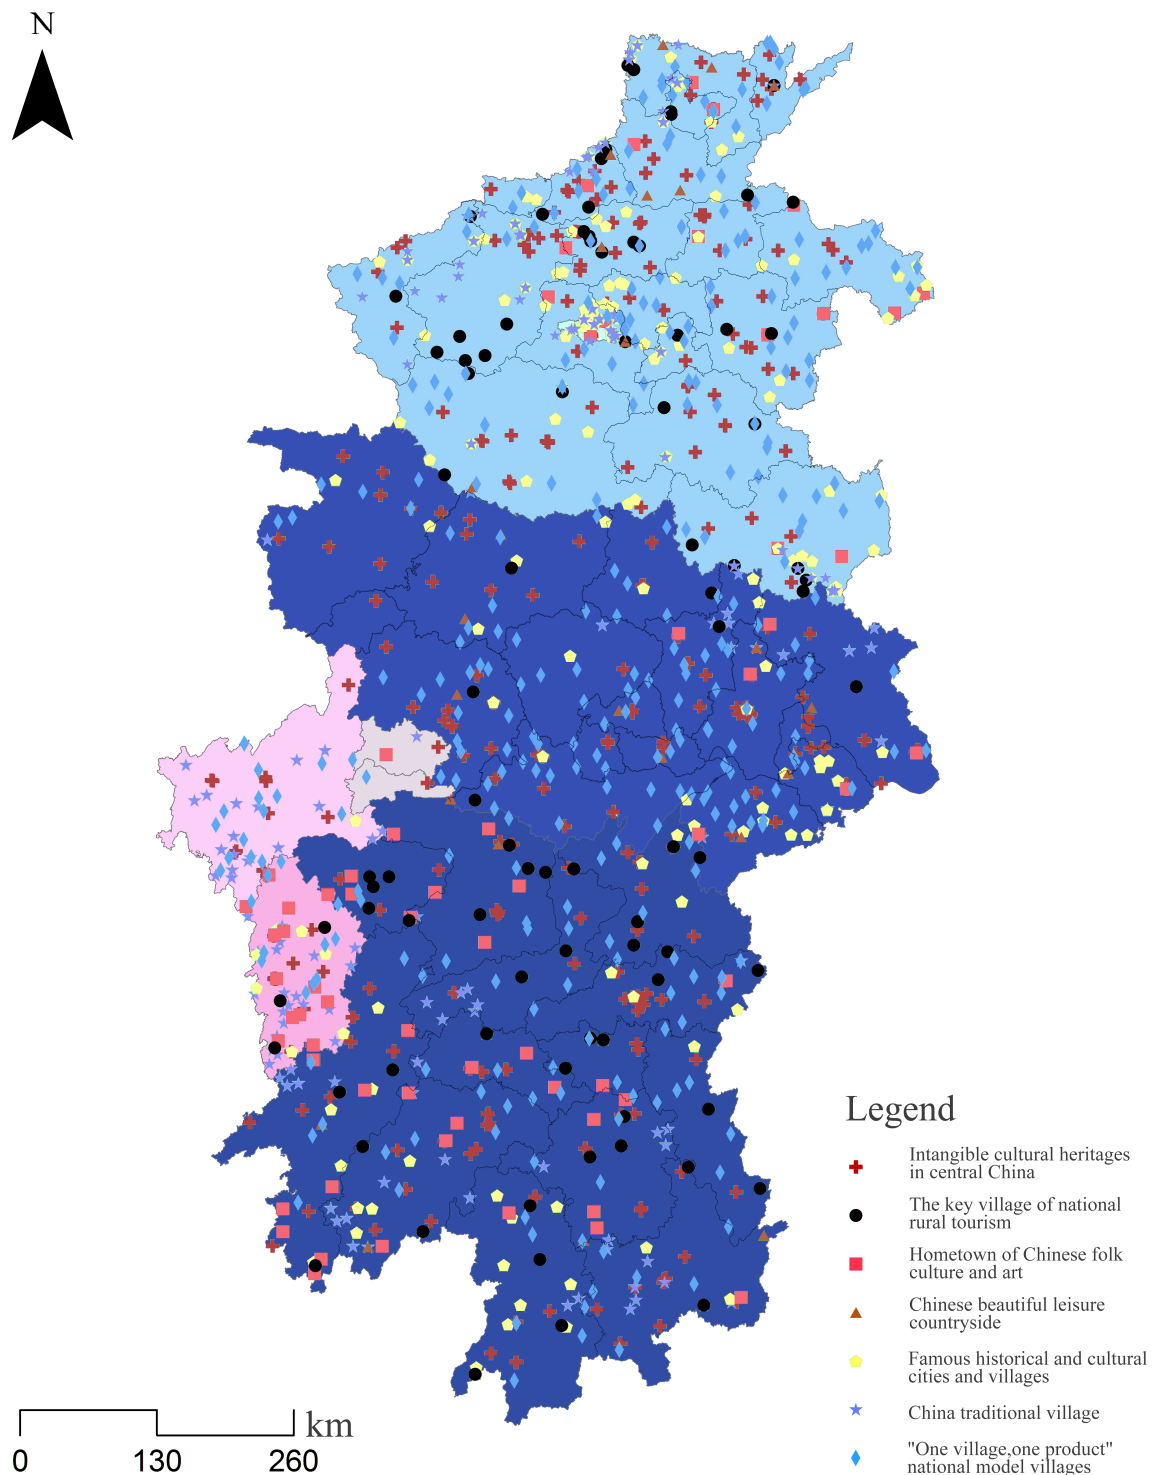 N
Legend
Intangible cultural heritages
in central China
The key village of national
rural tourism
Hometown of Chinese folk
culture and art
Chinese beautiful leisure
countryside
Famous historical and cultural
cities and villages
China traditional village
"One village,one product"
national model villages
km
0 130 260